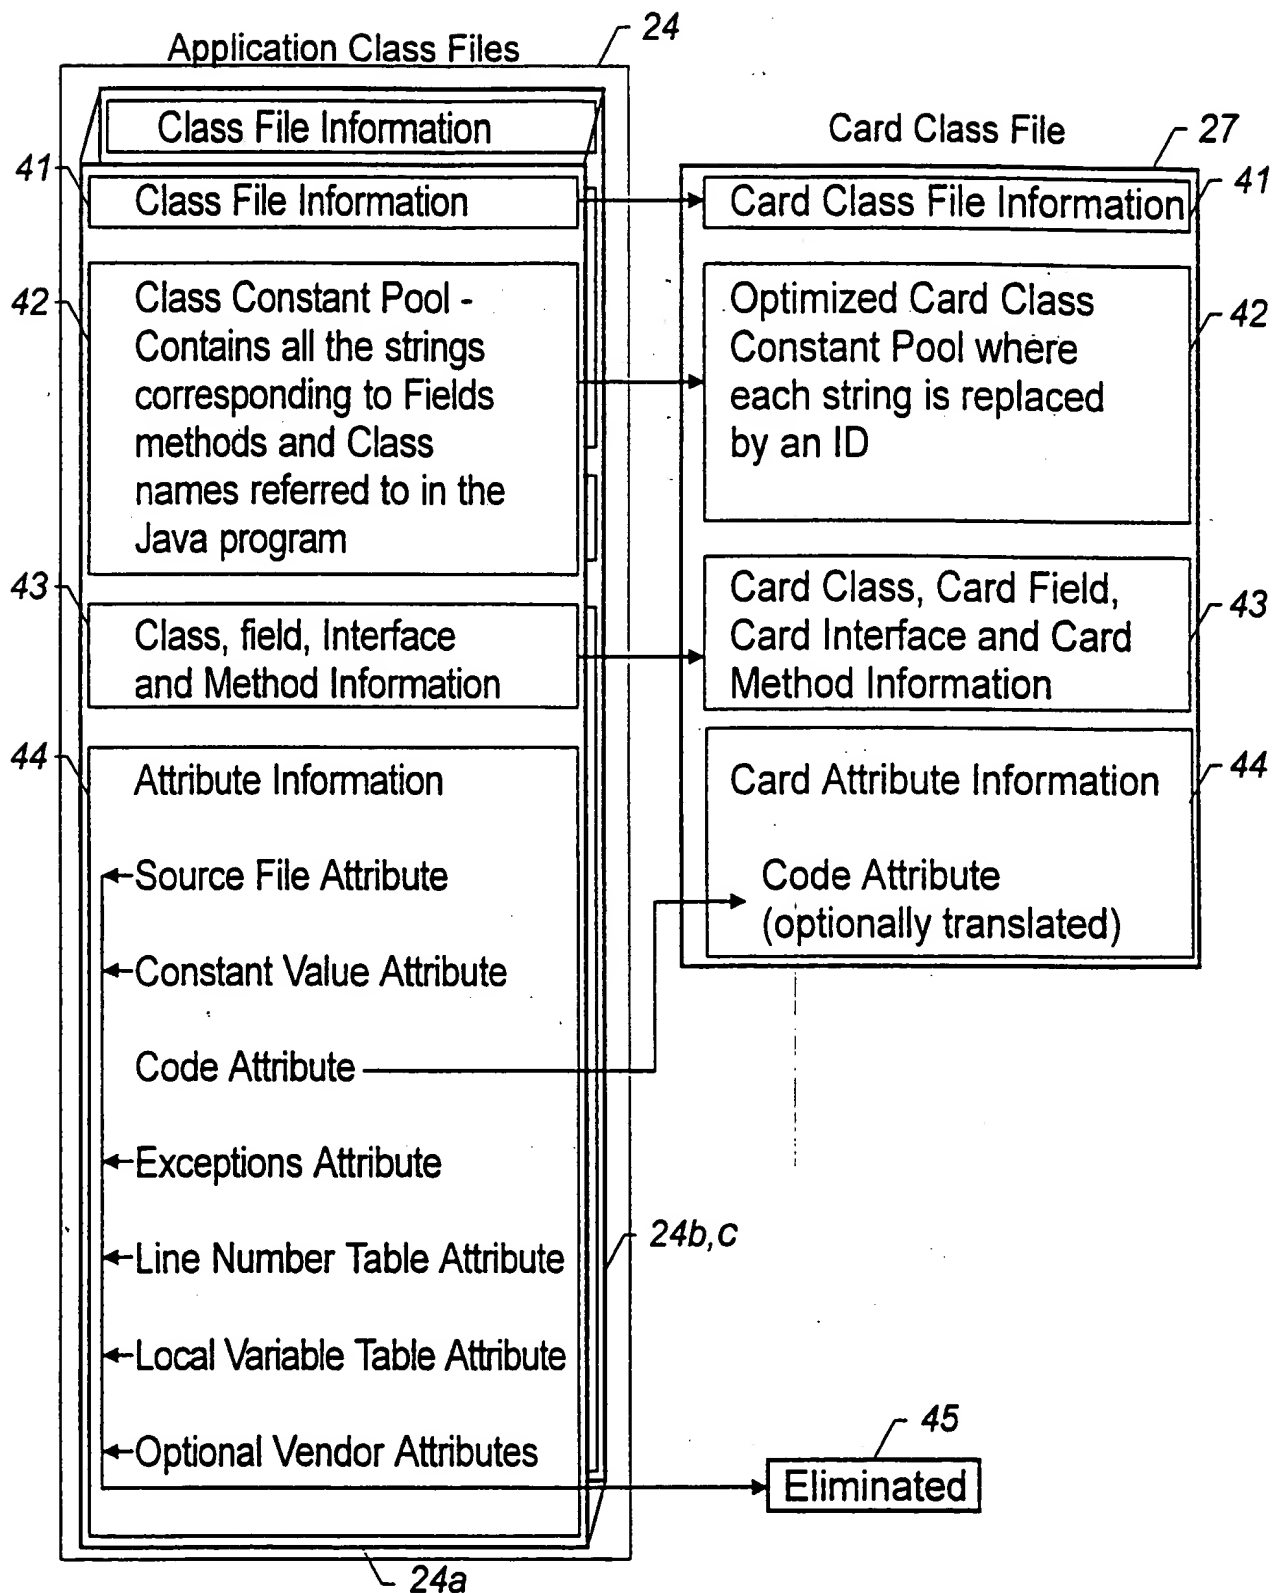 Application Class Files
24
Class File Information
41
Class File Information
42
Class Constant Pool -
Contains all the strings
corresponding to Fields
methods and Class
names referred to in the
Java program
43
Class, field, Interface
and Method Information
44
Attribute Information
Source File Attribute
Constant Value Attribute
Code Attribute
Exceptions Attribute
Line Number Table Attribute
Local Variable Table Attribute
Optional Vendor Attributes
24b,c
24a
Card Class File
27
Card Class File Information
41
Optimized Card Class
Constant Pool where
each string is replaced
by an ID
42
Card Class, Card Field,
Card Interface and Card
Method Information
43
Card Attribute Information
44
Code Attribute
(optionally translated)
45
Eliminated